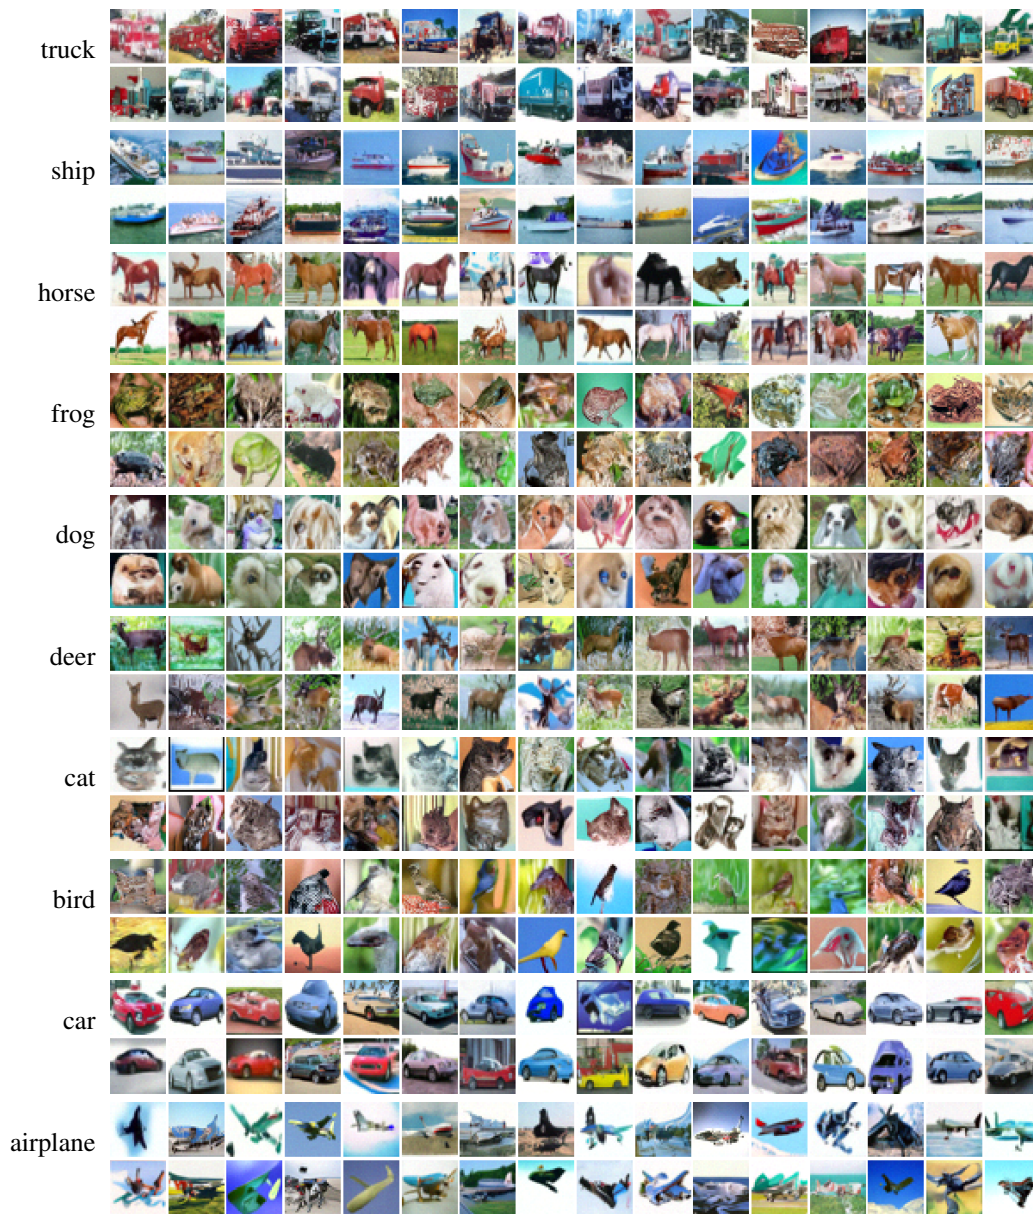 truck
ship
horse
frog
dog
deer
cat
bird
car
airplane